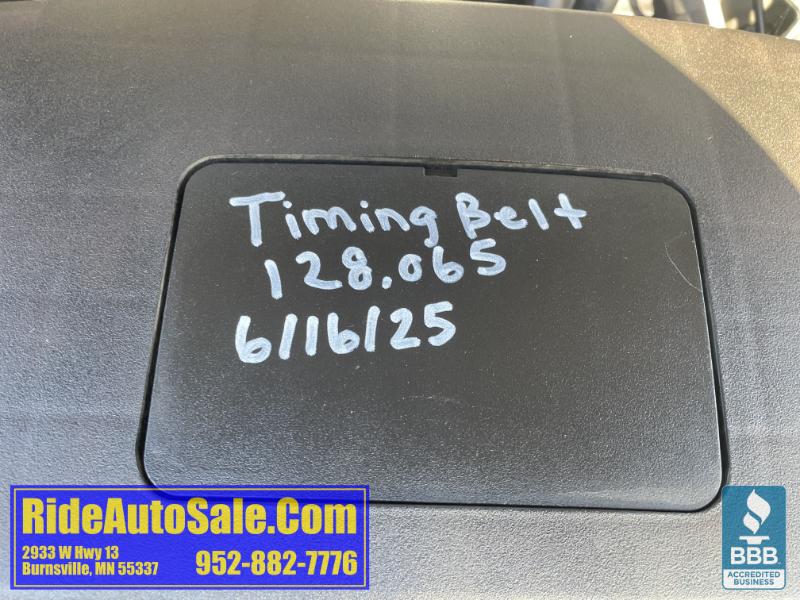 Timing Belt
128.065
6/16/25
RideAutoSale.Com
2933 W Hwy 13
Burnsville, MN 55337
952-882-7776
BBB
ACCREDITED
BUSINESS